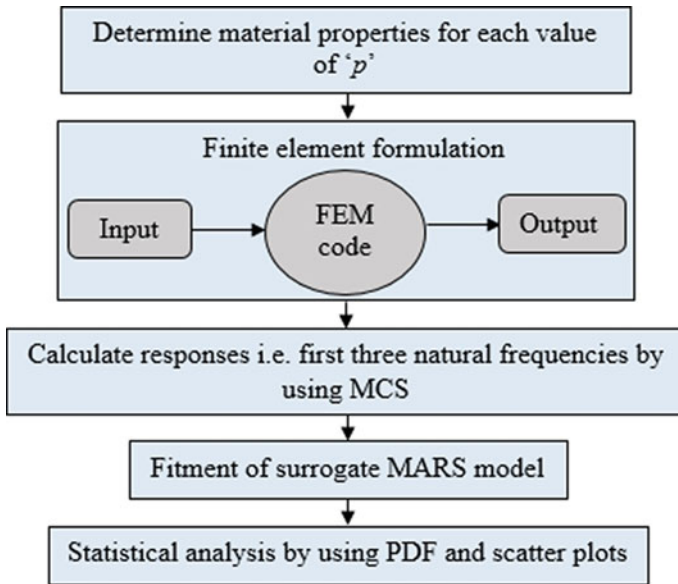 Determine material properties for each value
of ‘p’
Finite element formulation
Input
FEM
code
Output
Calculate responses i.e. first three natural frequencies by
using MCS
Fitment of surrogate MARS model
Statistical analysis by using PDF and scatter plots